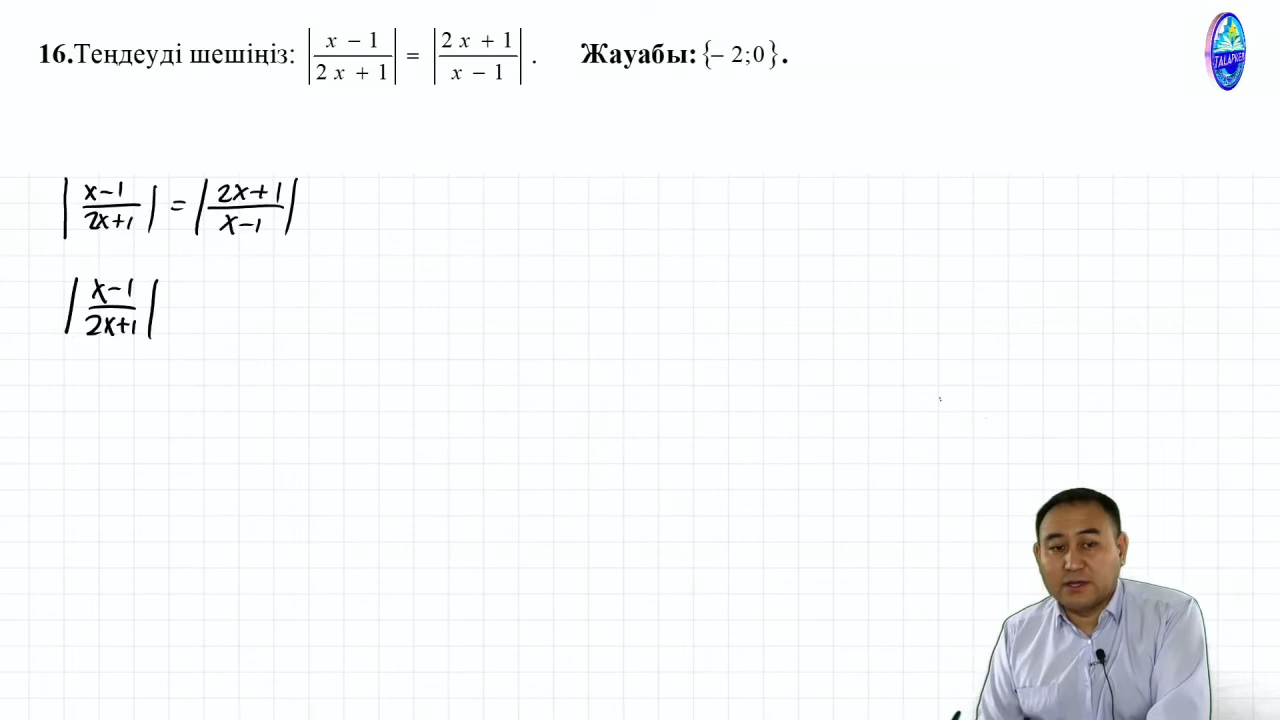 16.Теңдеуді шешіңіз: |x − 1 / 2x + 1| = |2x + 1 / x − 1|. Жауабы: {− 2;0}.
TALAPKER
|x−1 / 2x+1| = |2x+1 / x−1|
|x−1 / 2x+1|